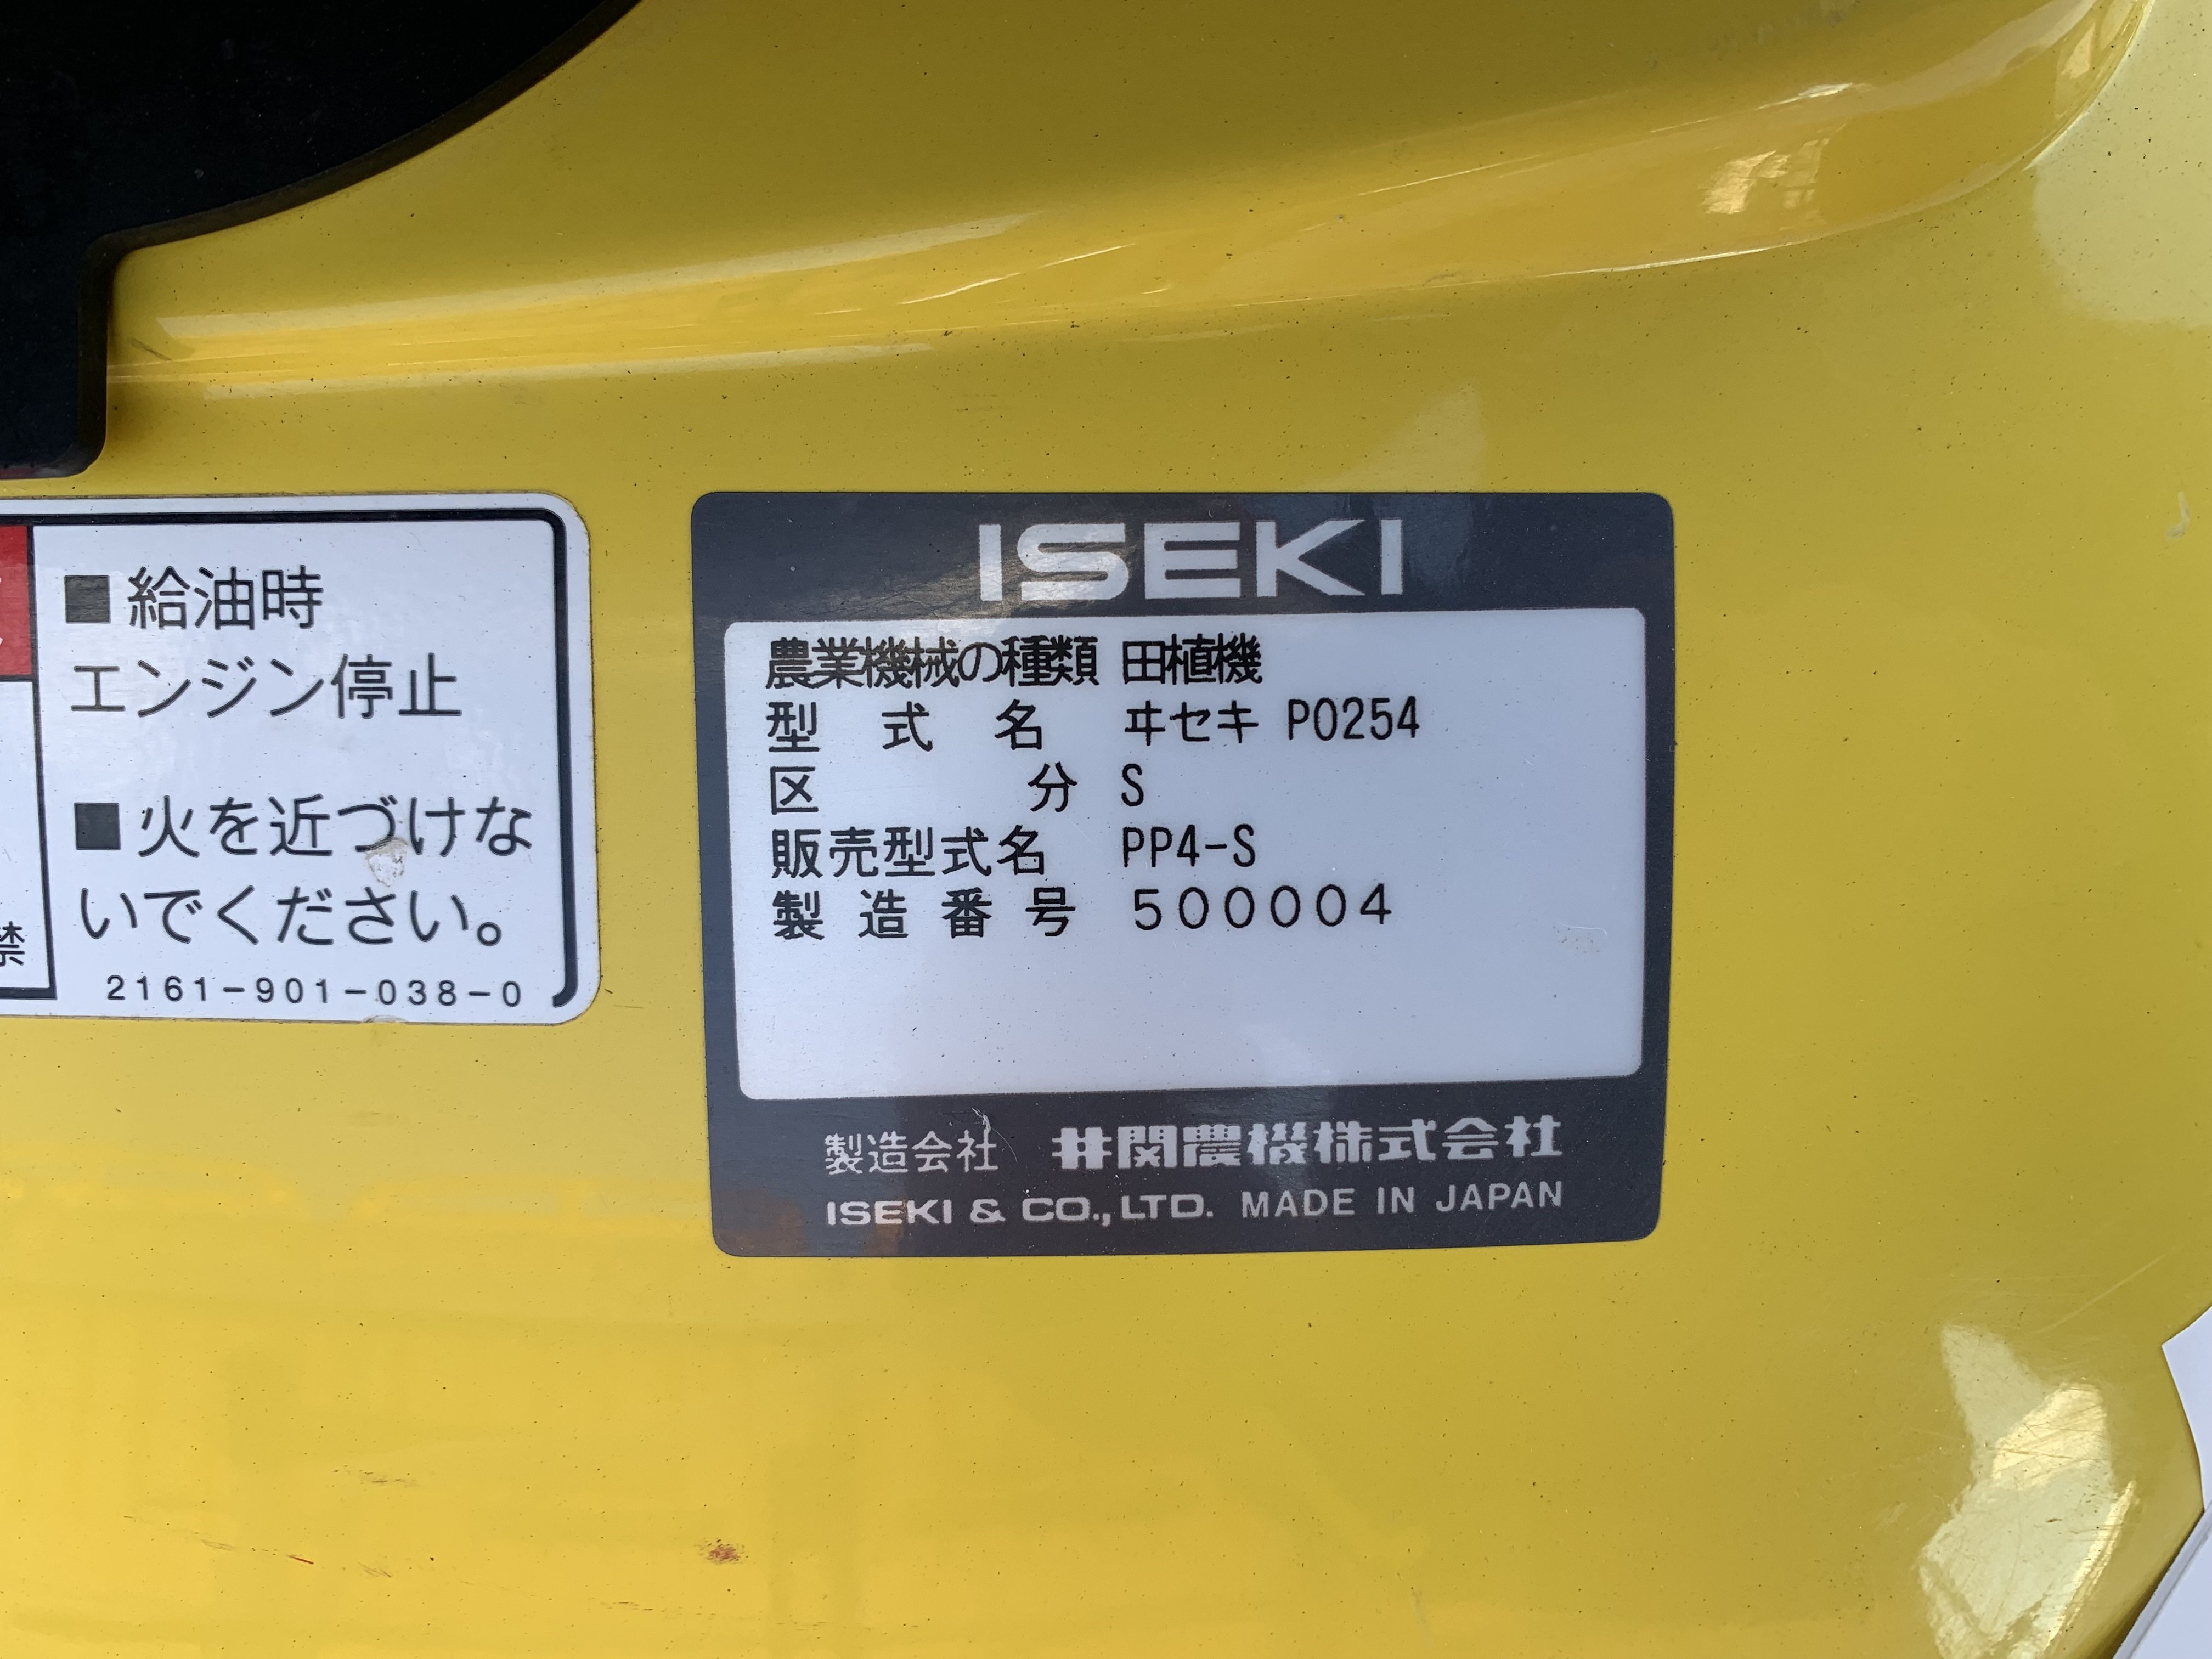 ■給油時
エンジン停止
■火を近づけな
いでください。
禁
2161-901-038-0
ISEKI
農業機械の種類 田植機
型式名 ヰセキ P0254
区分 S
販売型式名 PP4-S
製造番号 500004
製造会社 井関農機株式会社
ISEKI & CO., LTD. MADE IN JAPAN